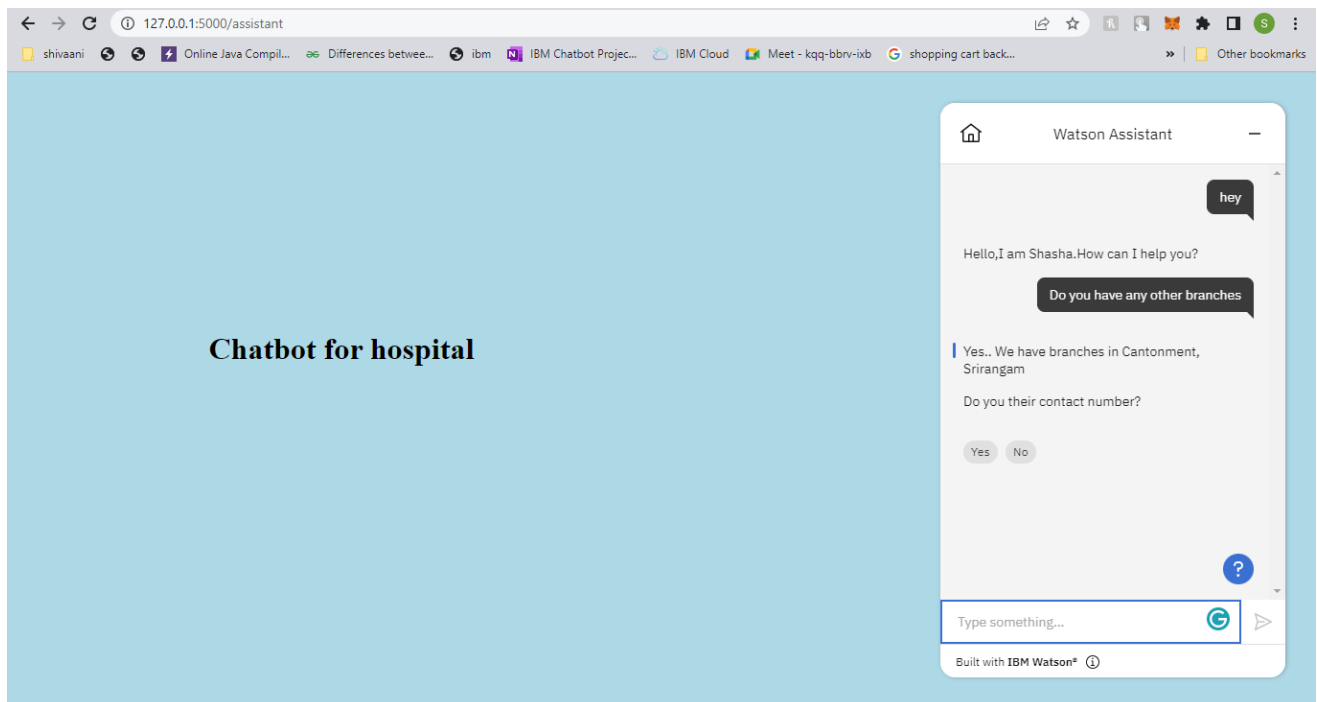 127.0.0.1:5000/assistant
S
shivaani
Online Java Compil...
Differences betwee...
ibm
IBM Chatbot Projec...
IBM Cloud
Meet - kqq-bbrv-ixb
shopping cart back...
»
Other bookmarks
Watson Assistant
hey
Hello,I am Shasha.How can I help you?
Do you have any other branches
Chatbot for hospital
Yes.. We have branches in Cantonment,
Srirangam
Do you their contact number?
Yes No
?
Type something...
Built with IBM Watson®